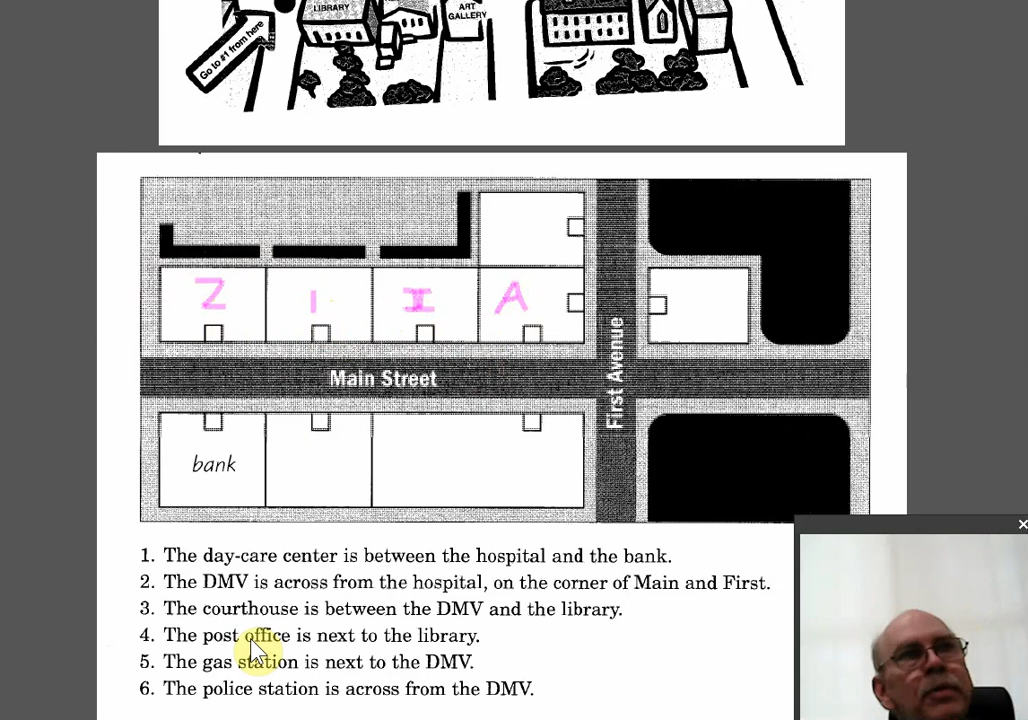 LIBRARY
ART
GALLERY
Go to #1 from here
Z I I A
Main Street
First Avenue
bank
1. The day-care center is between the hospital and the bank.
2. The DMV is across from the hospital, on the corner of Main and First.
3. The courthouse is between the DMV and the library.
4. The post office is next to the library.
5. The gas station is next to the DMV.
6. The police station is across from the DMV.